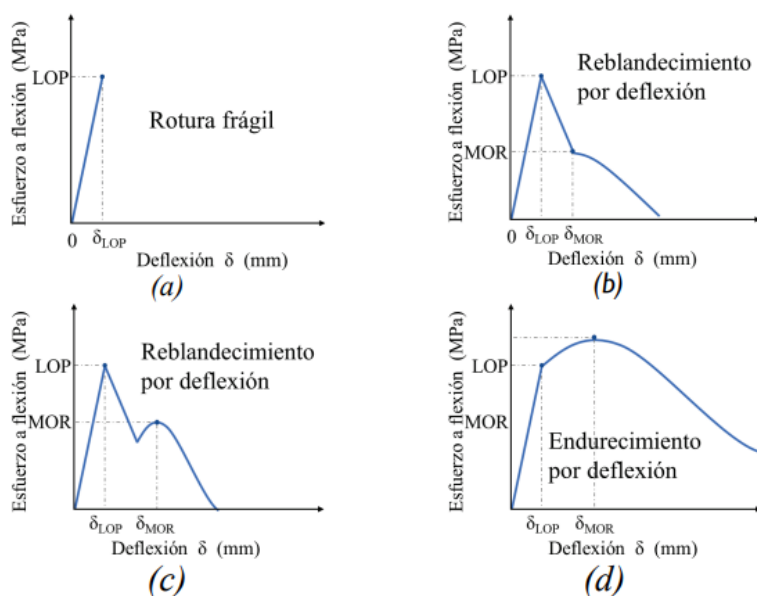 Esfuerzo a flexión (MPa)
LOP
Rotura frágil
0
δLOP
Deflexión δ (mm)
(a)
Esfuerzo a flexión (MPa)
LOP
MOR
Reblandecimiento
por deflexión
0
δLOP
δMOR
Deflexión δ (mm)
(b)
Esfuerzo a flexión (MPa)
LOP
MOR
Reblandecimiento
por deflexión
δLOP
δMOR
Deflexión δ (mm)
(c)
Esfuerzo a flexión (MPa)
LOP
MOR
Endurecimiento
por deflexión
δLOP
δMOR
Deflexión δ (mm)
(d)